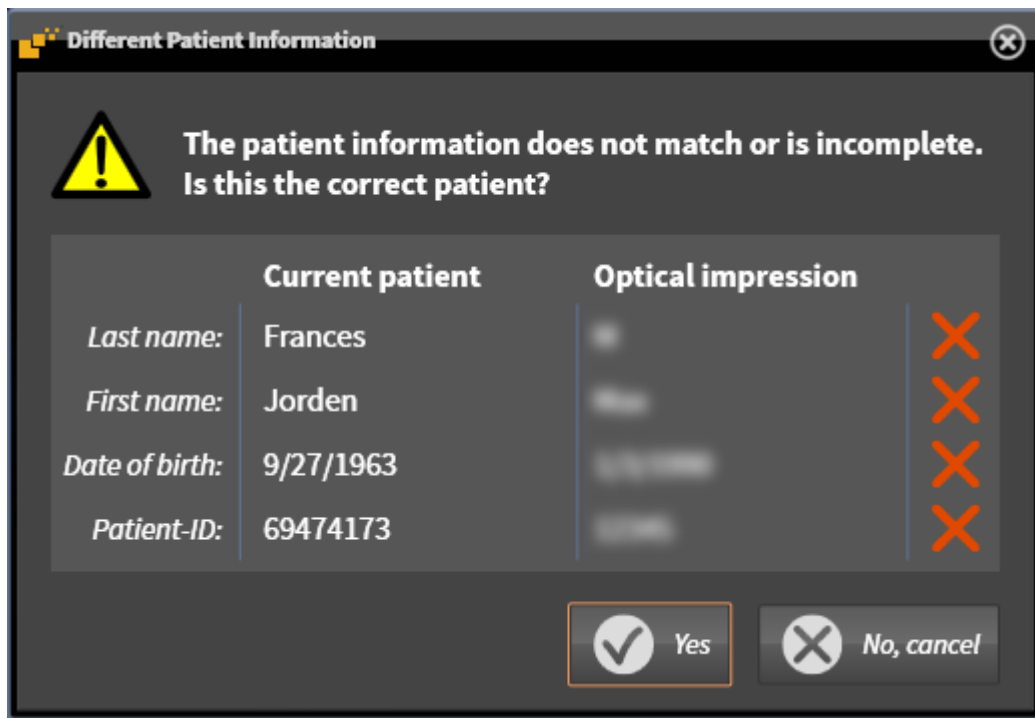 Different Patient Information
The patient information does not match or is incomplete.
Is this the correct patient?
Current patient Optical impression
Last name: Frances
First name: Jorden
Date of birth: 9/27/1963
Patient-ID: 69474173
Yes No, cancel